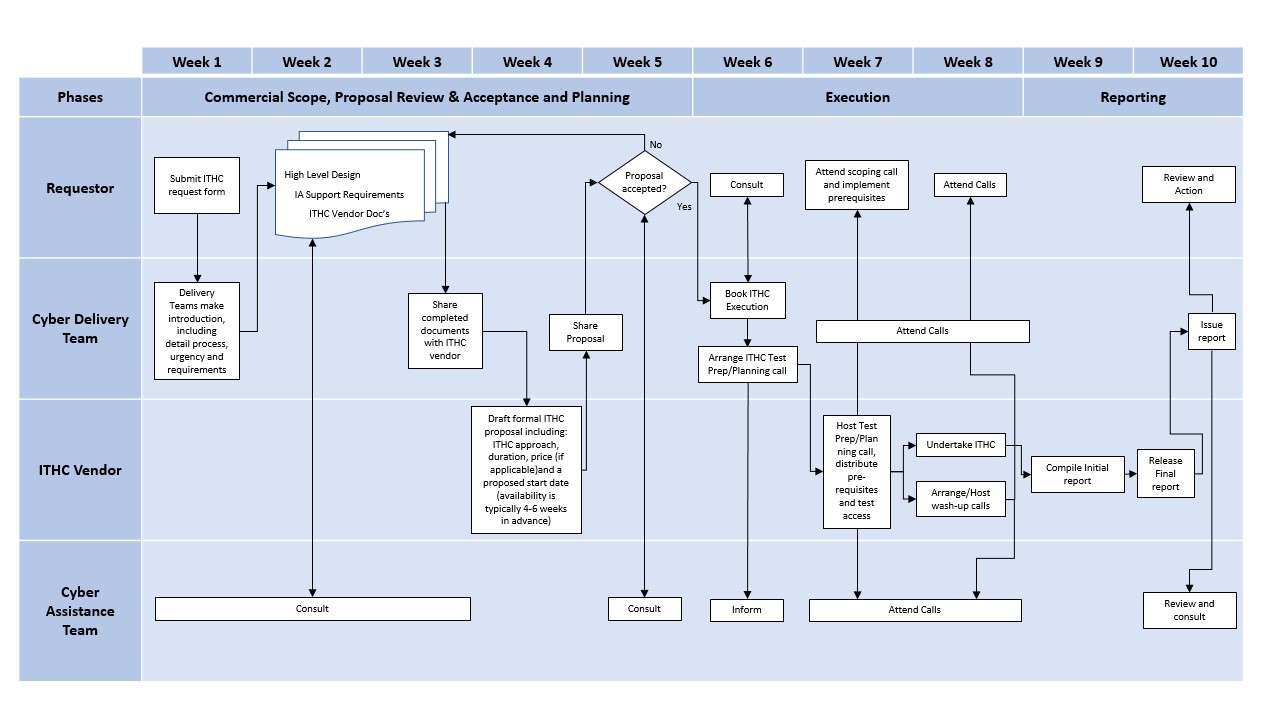 Week 1
Week 2
Week 3
Week 4
Week 5
Week 6
Week 7
Week 8
Week 9
Week 10
Phases
Commercial Scope, Proposal Review & Acceptance and Planning
Execution
Reporting
Requestor
Submit ITHC
request form
High Level Design
IA Support Requirements
ITHC Vendor Doc's
No
Proposal
accepted?
Yes
Consult
Attend scoping call
and implement
prerequisites
Attend Calls
Review and
Action
Cyber Delivery
Team
Delivery
Teams make
introduction,
including
detail process,
urgency and
requirements
Share
completed
documents
with ITHC
vendor
Share
Proposal
Book ITHC
Execution
Arrange ITHC Test
Prep/Planning call
Attend Calls
Issue
report
ITHC Vendor
Draft formal ITHC
proposal including:
ITHC approach,
duration, price (if
applicable)and a
proposed start date
(availability is
typically 4-6 weeks
in advance)
Host Test
Prep/Plan
ning call,
distribute
pre-
requisites
and test
access
Undertake ITHC
Arrange/Host
wash-up calls
Compile Initial
report
Release
Final
report
Cyber
Assistance
Team
Consult
Consult
Inform
Attend Calls
Review and
consult